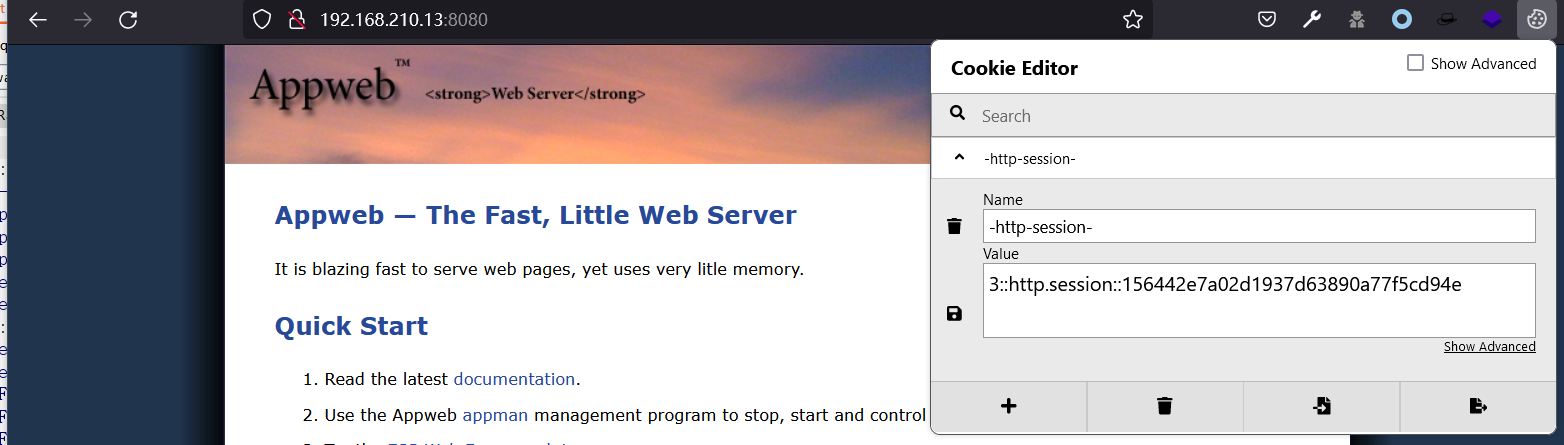 192.168.210.13:8080
Appweb™
<strong>Web Server</strong>
Appweb — The Fast, Little Web Server
It is blazing fast to serve web pages, yet uses very litle memory.
Quick Start
1. Read the latest documentation.
2. Use the Appweb appman management program to stop, start and control
Cookie Editor
Show Advanced
Search
-http-session-
Name
-http-session-
Value
3::http.session::156442e7a02d1937d63890a77f5cd94e
Show Advanced